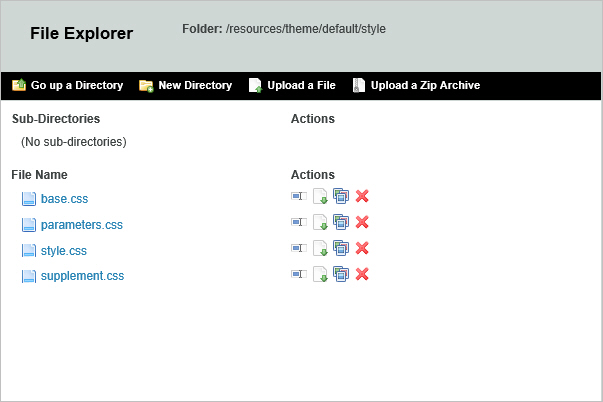 File Explorer
Folder: /resources/theme/default/style
Go up a Directory New Directory Upload a File Upload a Zip Archive
Sub-Directories Actions
(No sub-directories)
File Name Actions
base.css
parameters.css
style.css
supplement.css